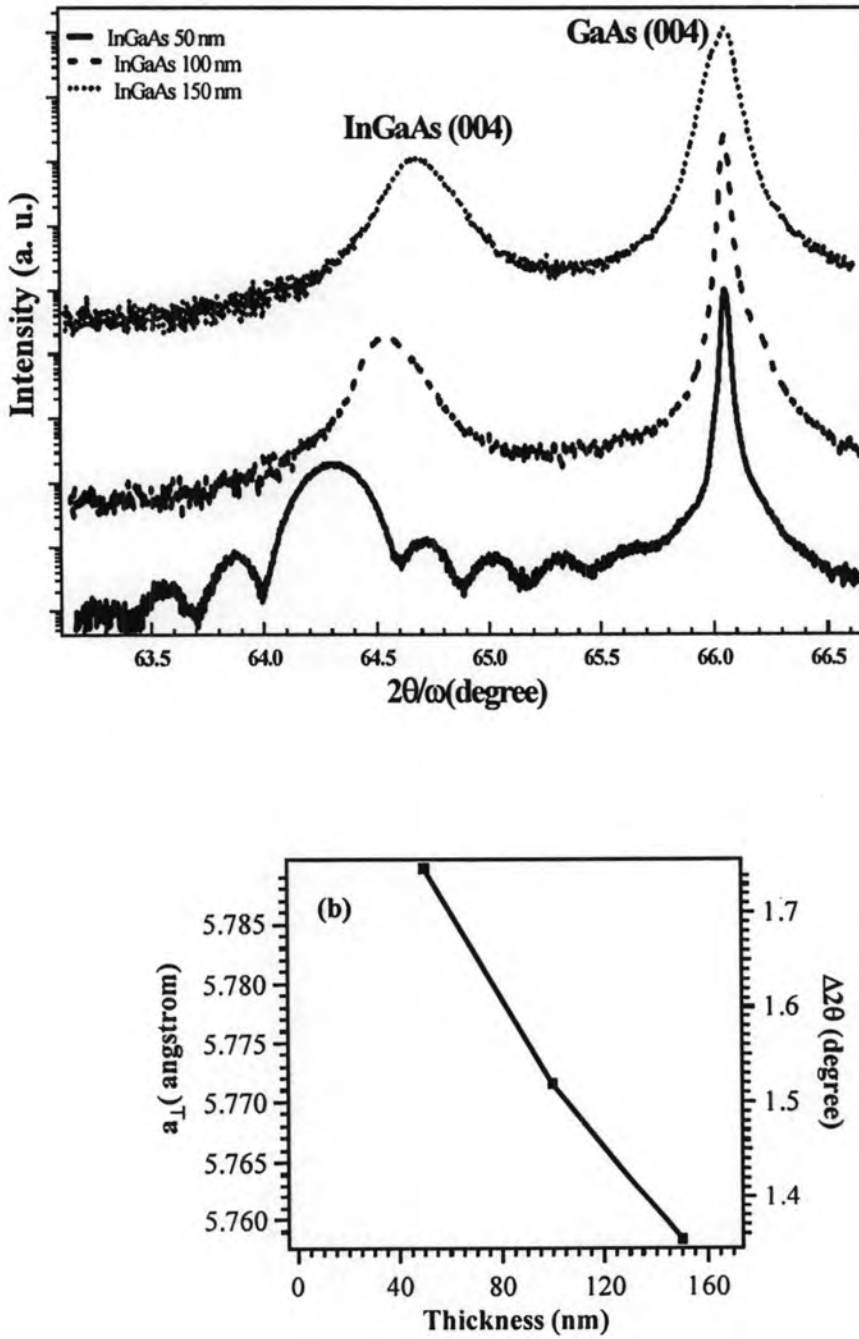 GaAs (004)
InGaAs 50 nm
InGaAs 100 nm
InGaAs 150 nm
InGaAs (004)
Intensity (a. u.)
63.5 64.0 64.5 65.0 65.5 66.0 66.5
2θ/ω(degree)
(b)
5.785
5.780
5.775
5.770
5.765
5.760
a⊥( angstrom)
1.7
1.6
1.5
1.4
Δ2θ (degree)
0 40 80 120 160
Thickness (nm)